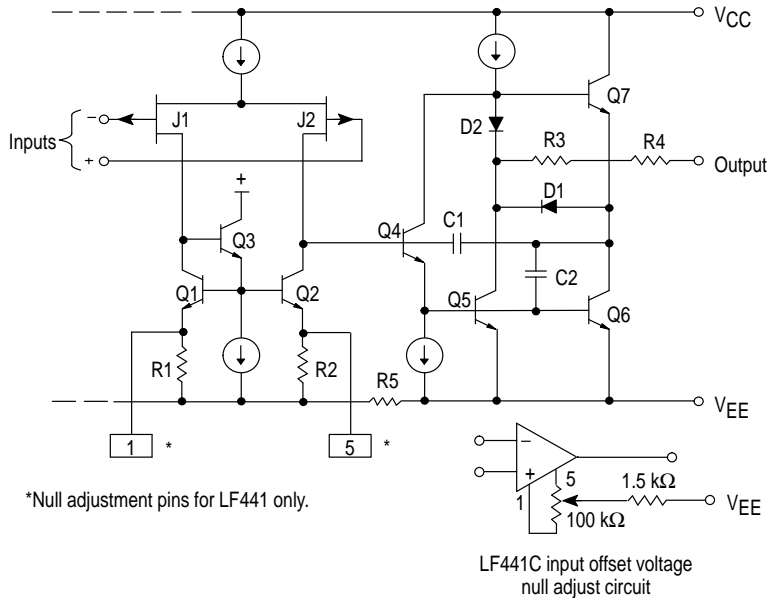 VCC
Q7
J1
J2
D2
R3
R4
Inputs
−
+
Output
D1
+
Q3
Q4
C1
C2
Q1
Q2
Q5
Q6
R1
R2
R5
VEE
1 *
5 *
*Null adjustment pins for LF441 only.
−
+
5
1
1.5 kΩ
VEE
100 kΩ
LF441C input offset voltage
null adjust circuit